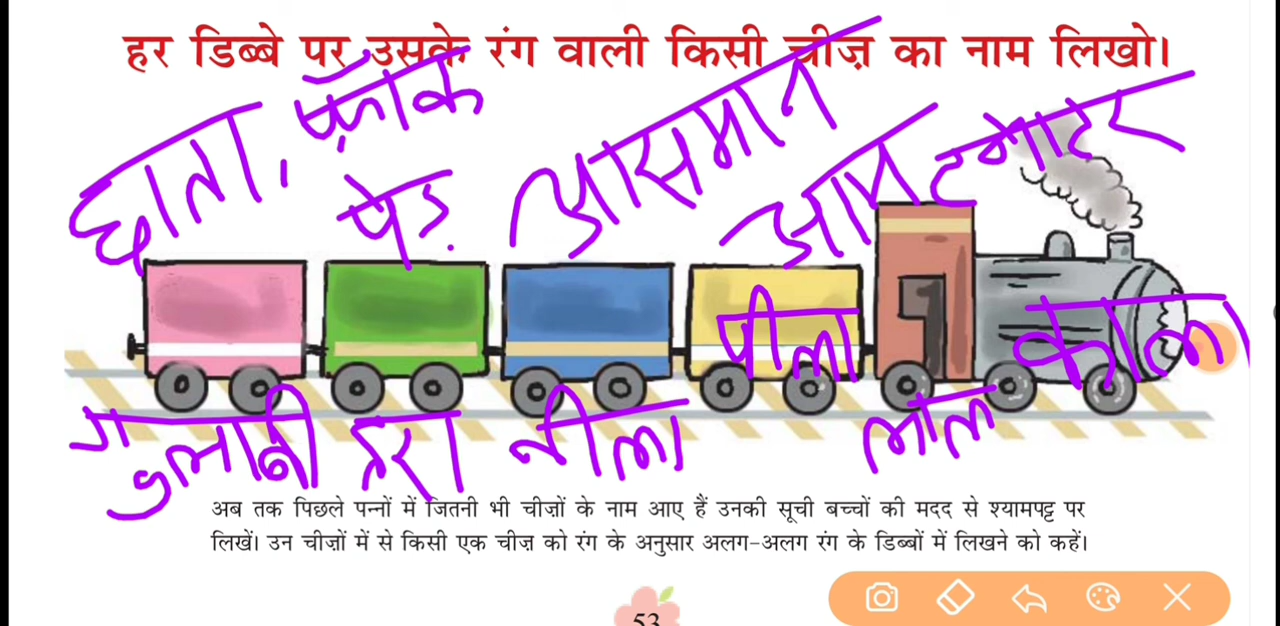 हर डिब्बे पर उसके रंग वाली किसी चीज़ का नाम लिखो।
छाता, फ़्रॉक
पेड़
आसमान
आम
टमाटर
पीला
काला
गुलाबी
हरा
नीला
लाल
अब तक पिछले पन्नों में जितनी भी चीज़ों के नाम आए हैं उनकी सूची बच्चों की मदद से श्यामपट्ट पर
लिखें। उन चीज़ों में से किसी एक चीज़ को रंग के अनुसार अलग-अलग रंग के डिब्बों में लिखने को कहें।
53